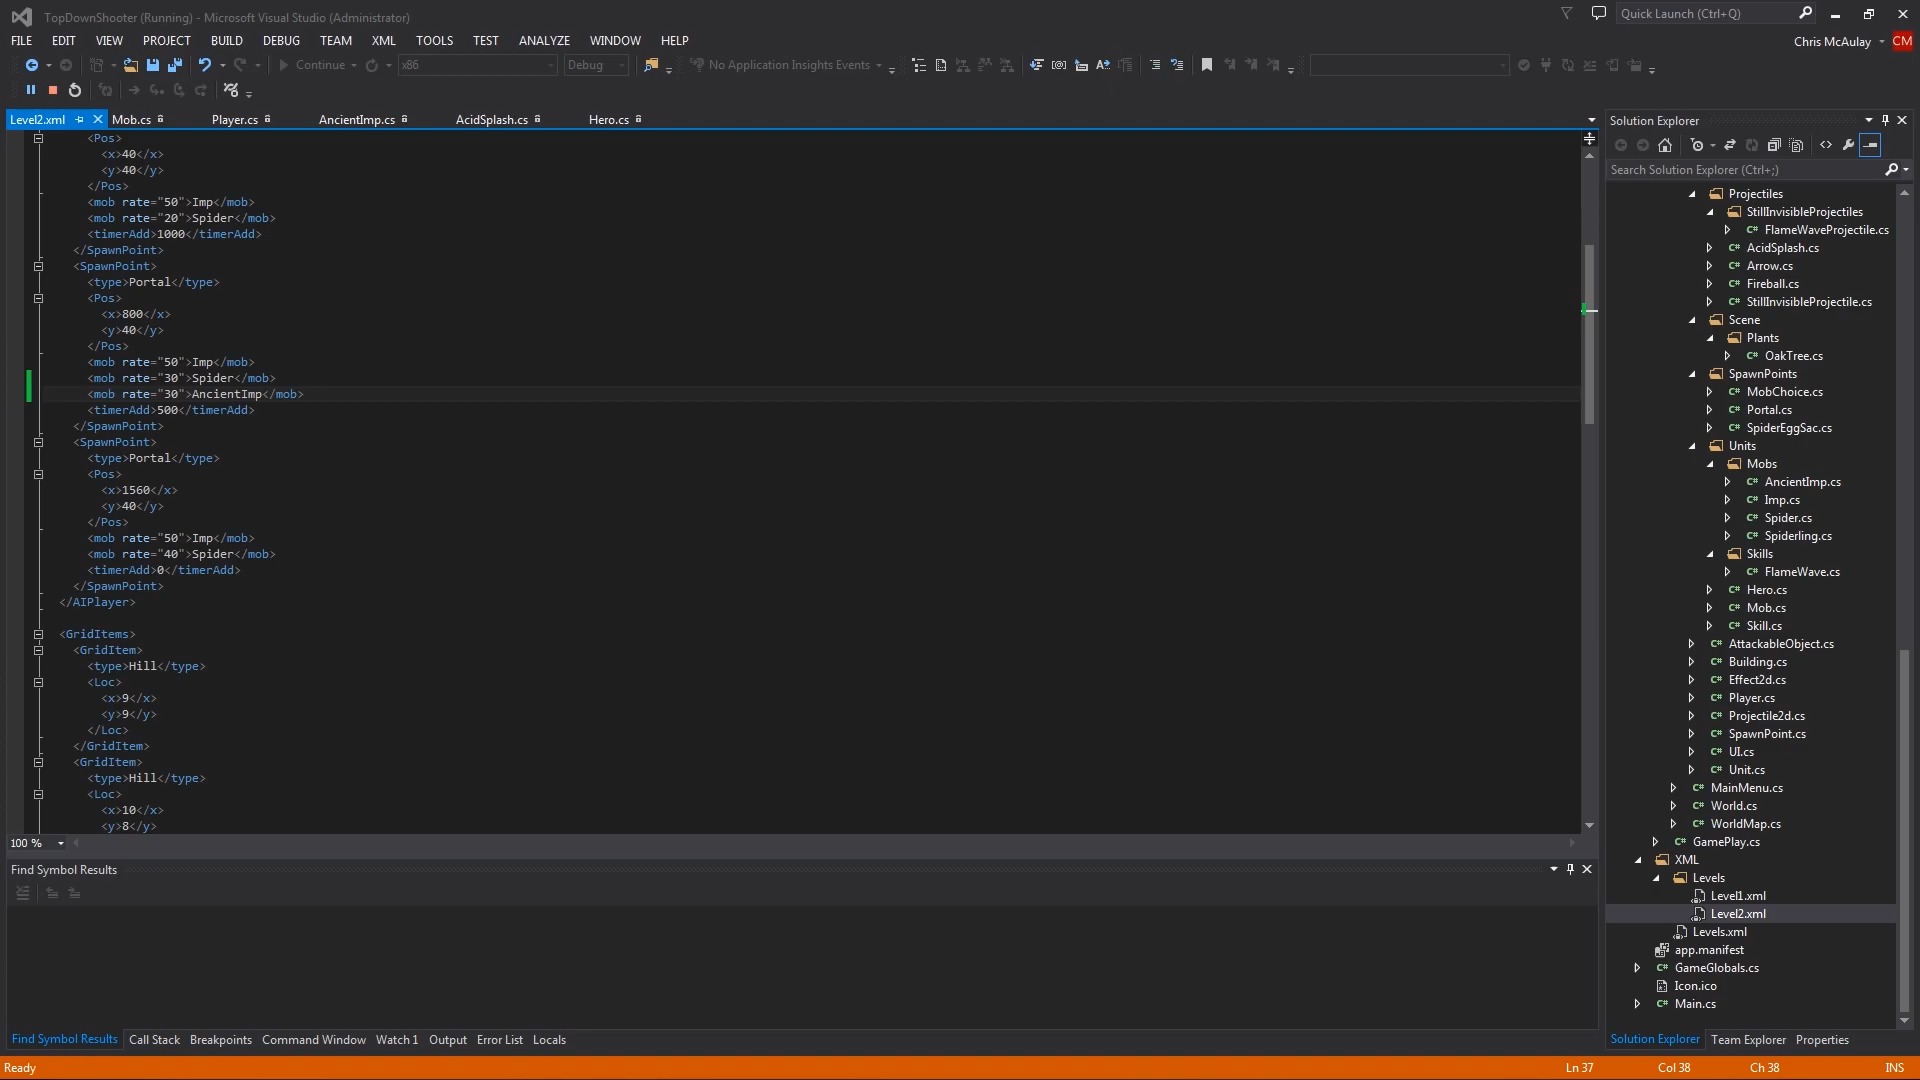 TopDownShooter (Running) - Microsoft Visual Studio (Administrator)
Quick Launch (Ctrl+Q)
FILE EDIT VIEW PROJECT BUILD DEBUG TEAM XML TOOLS TEST ANALYZE WINDOW HELP
Chris McAulay CM
Continue x86 Debug No Application Insights Events
Level2.xml Mob.cs Player.cs AncientImp.cs AcidSplash.cs Hero.cs
<Pos>
<x>40</x>
<y>40</y>
</Pos>
<mob rate="50">Imp</mob>
<mob rate="20">Spider</mob>
<timerAdd>1000</timerAdd>
</SpawnPoint>
<SpawnPoint>
<type>Portal</type>
<Pos>
<x>800</x>
<y>40</y>
</Pos>
<mob rate="50">Imp</mob>
<mob rate="30">Spider</mob>
<mob rate="30">AncientImp</mob>
<timerAdd>500</timerAdd>
</SpawnPoint>
<SpawnPoint>
<type>Portal</type>
<Pos>
<x>1560</x>
<y>40</y>
</Pos>
<mob rate="50">Imp</mob>
<mob rate="40">Spider</mob>
<timerAdd>0</timerAdd>
</SpawnPoint>
</AIPlayer>
<GridItems>
<GridItem>
<type>Hill</type>
<Loc>
<x>9</x>
<y>9</y>
</Loc>
</GridItem>
<GridItem>
<type>Hill</type>
<Loc>
<x>10</x>
<y>8</y>
100 %
Find Symbol Results
Find Symbol Results Call Stack Breakpoints Command Window Watch 1 Output Error List Locals
Solution Explorer
Search Solution Explorer (Ctrl+;)
Projectiles
StillInvisibleProjectiles
C# FlameWaveProjectile.cs
C# AcidSplash.cs
C# Arrow.cs
C# Fireball.cs
C# StillInvisibleProjectile.cs
Scene
Plants
C# OakTree.cs
SpawnPoints
C# MobChoice.cs
C# Portal.cs
C# SpiderEggSac.cs
Units
Mobs
C# AncientImp.cs
C# Imp.cs
C# Spider.cs
C# Spiderling.cs
Skills
C# FlameWave.cs
C# Hero.cs
C# Mob.cs
C# Skill.cs
C# AttackableObject.cs
C# Building.cs
C# Effect2d.cs
C# Player.cs
C# Projectile2d.cs
C# SpawnPoint.cs
C# UI.cs
C# Unit.cs
C# MainMenu.cs
C# World.cs
C# WorldMap.cs
C# GamePlay.cs
XML
Levels
Level1.xml
Level2.xml
Levels.xml
app.manifest
C# GameGlobals.cs
Icon.ico
C# Main.cs
Solution Explorer Team Explorer Properties
Ready Ln 37 Col 38 Ch 38 INS